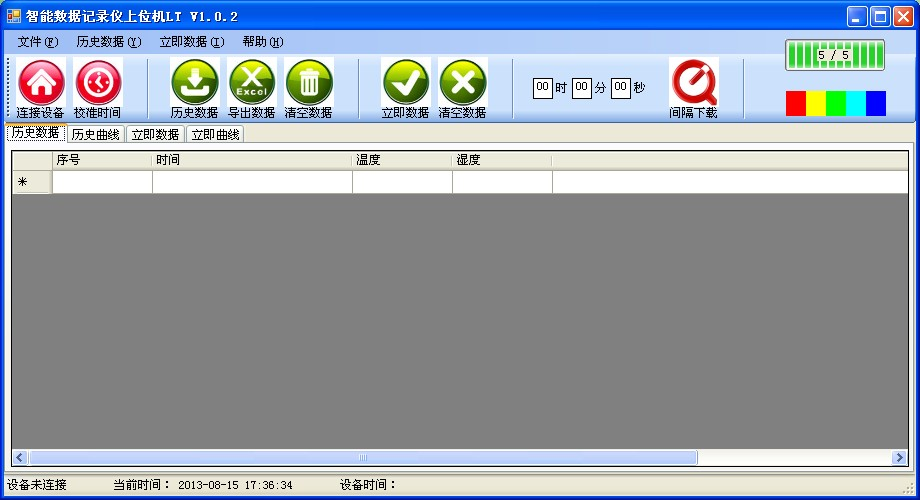 智能数据记录仪上位机LT V1.0.2
文件(F) 历史数据(Y) 立即数据(I) 帮助(H)
连接设备 校准时间 历史数据 Excel 导出数据 清空数据 立即数据 清空数据 00 时 00 分 00 秒 间隔下载 5 / 5
历史数据 历史曲线 立即数据 立即曲线
序号 时间 温度 湿度
*
设备未连接 当前时间： 2013-08-15 17:36:34 设备时间：